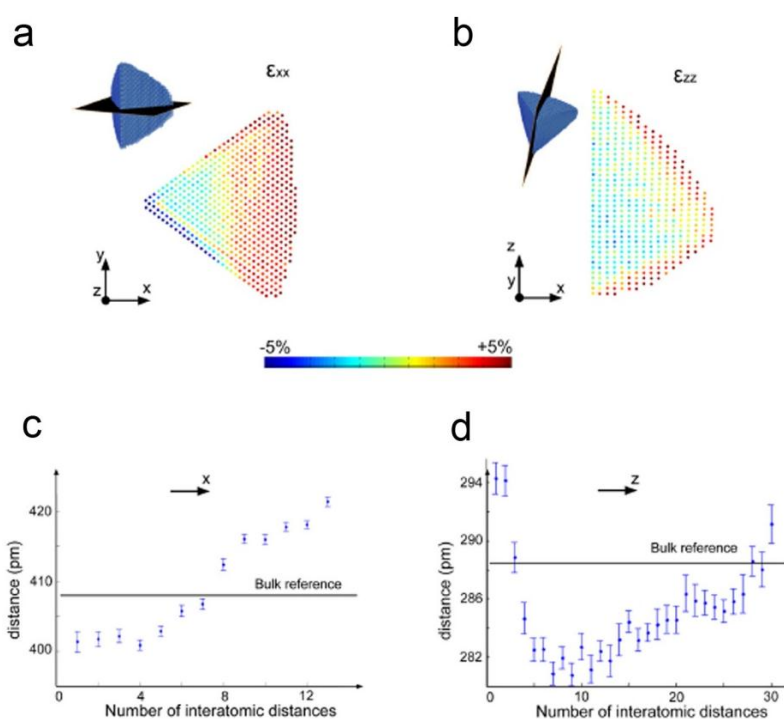 a
b
εxx
εzz
y
z
x
z
y
x
-5%
+5%
c
d
x
z
420
410
400
Bulk reference
distance (pm)
0
4
8
12
Number of interatomic distances
294
290
286
282
Bulk reference
distance (pm)
0
10
20
30
Number of interatomic distances